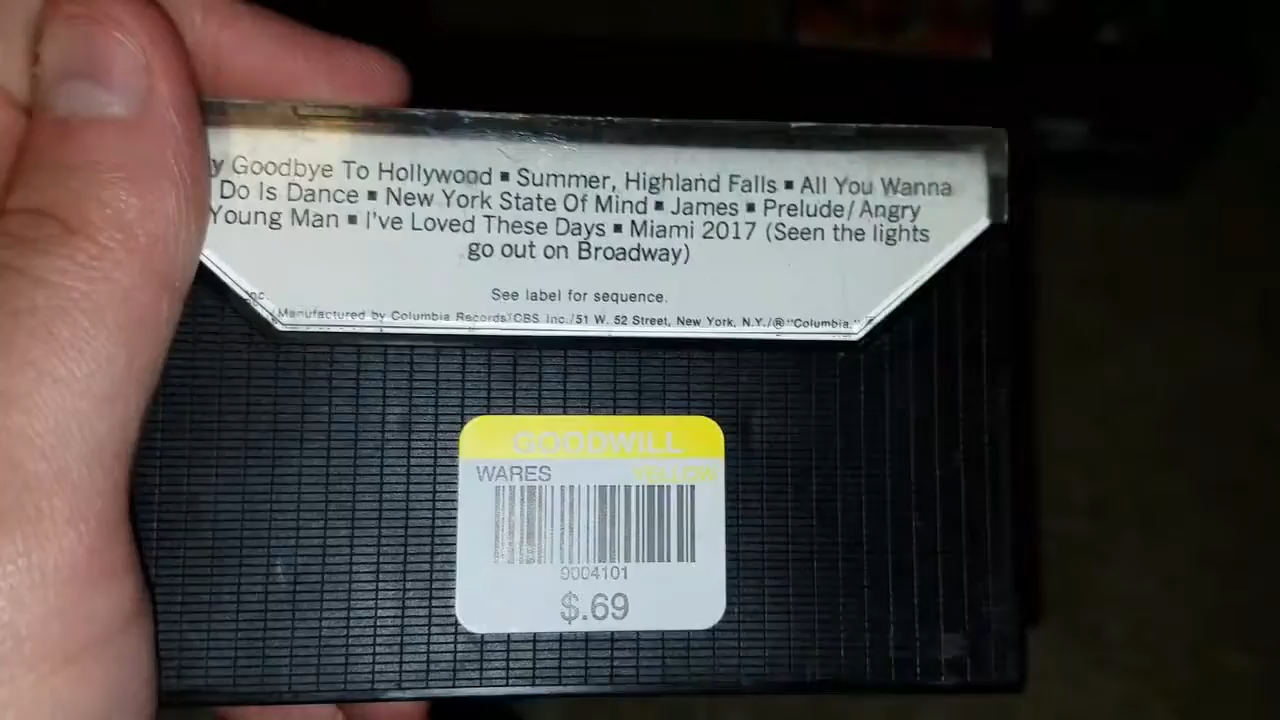 y Goodbye To Hollywood ▪ Summer, Highland Falls ▪ All You Wanna
Do Is Dance ▪ New York State Of Mind ▪ James ▪ Prelude/Angry
Young Man ▪ I've Loved These Days ▪ Miami 2017 (Seen the lights
go out on Broadway)
See label for sequence.
nc.
Manufactured by Columbia Records/CBS Inc./51 W. 52 Street, New York, N.Y./® "Columbia,"
GOODWILL
WARES YELLOW
9004101
$.69